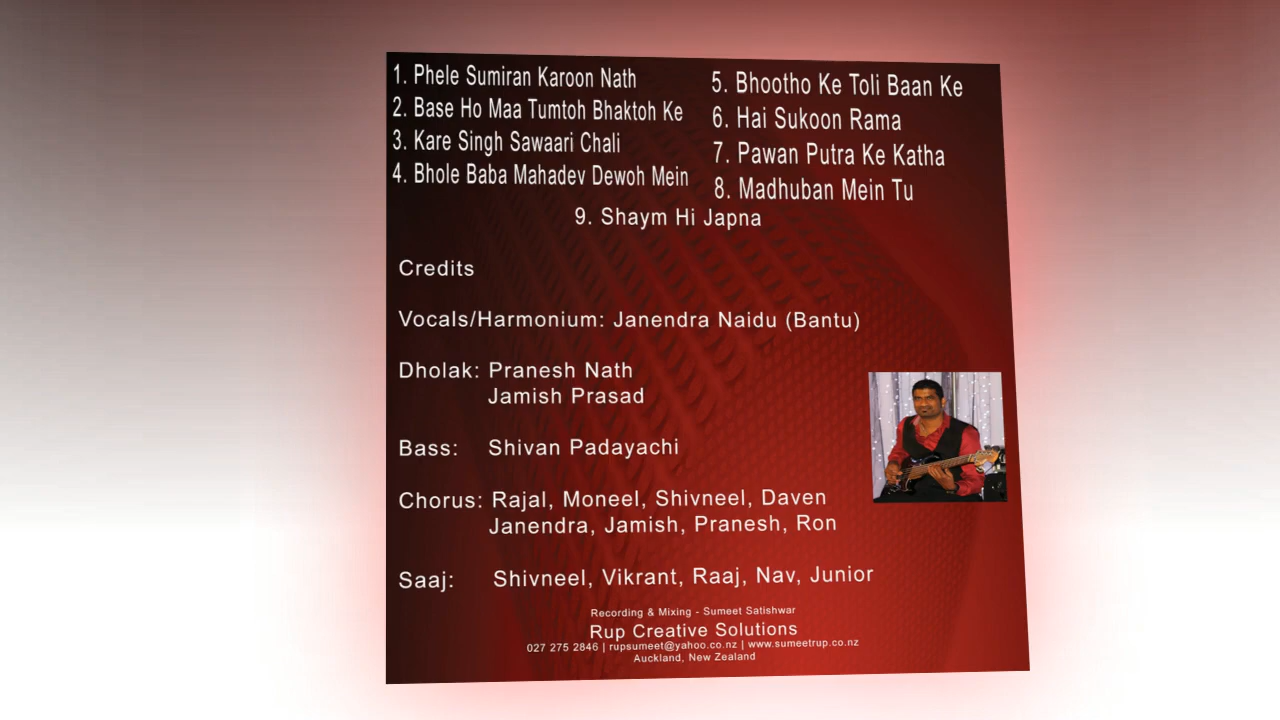 1. Phele Sumiran Karoon Nath
2. Base Ho Maa Tumtoh Bhaktoh Ke
3. Kare Singh Sawaari Chali
4. Bhole Baba Mahadev Dewoh Mein
5. Bhootho Ke Toli Baan Ke
6. Hai Sukoon Rama
7. Pawan Putra Ke Katha
8. Madhuban Mein Tu
9. Shaym Hi Japna
Credits
Vocals/Harmonium: Janendra Naidu (Bantu)
Dholak: Pranesh Nath
Jamish Prasad
Bass: Shivan Padayachi
Chorus: Rajal, Moneel, Shivneel, Daven
Janendra, Jamish, Pranesh, Ron
Saaj: Shivneel, Vikrant, Raaj, Nav, Junior
Recording & Mixing - Sumeet Satishwar
Rup Creative Solutions
027 275 2846 | rupsumeet@yahoo.co.nz | www.sumeetrup.co.nz
Auckland, New Zealand